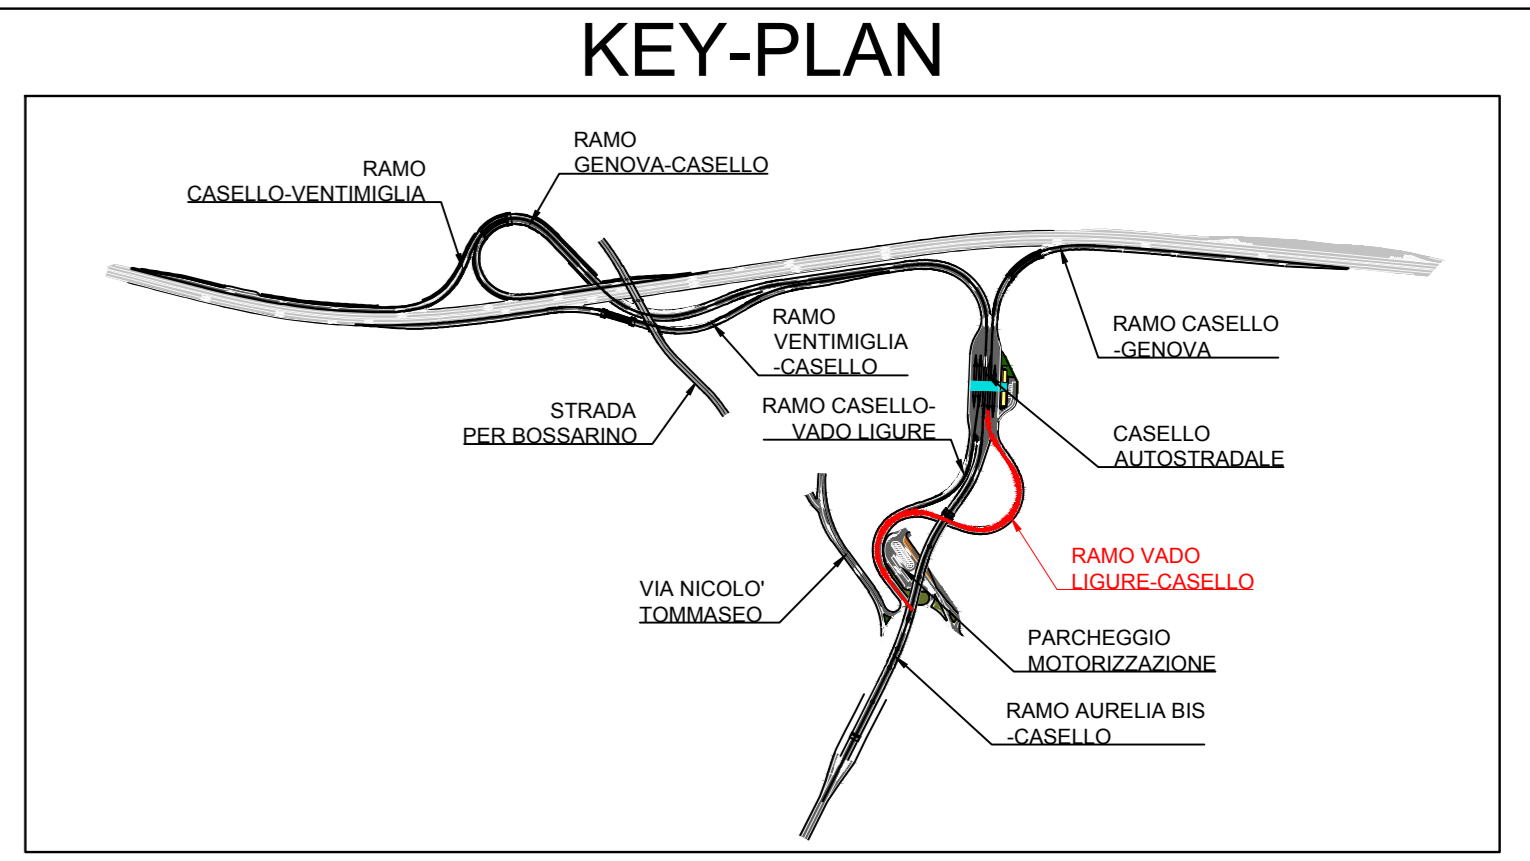 KEY-PLAN
RAMO
GENOVA-CASELLO
RAMO
CASELLO-VENTIMIGLIA
RAMO
VENTIMIGLIA
-CASELLO
RAMO CASELLO
-GENOVA
STRADA
PER BOSSARINO
RAMO CASELLO-
VADO LIGURE
CASELLO
AUTOSTRADALE
RAMO VADO
LIGURE-CASELLO
VIA NICOLO'
TOMMASEO
PARCHEGGIO
MOTORIZZAZIONE
RAMO AURELIA BIS
-CASELLO